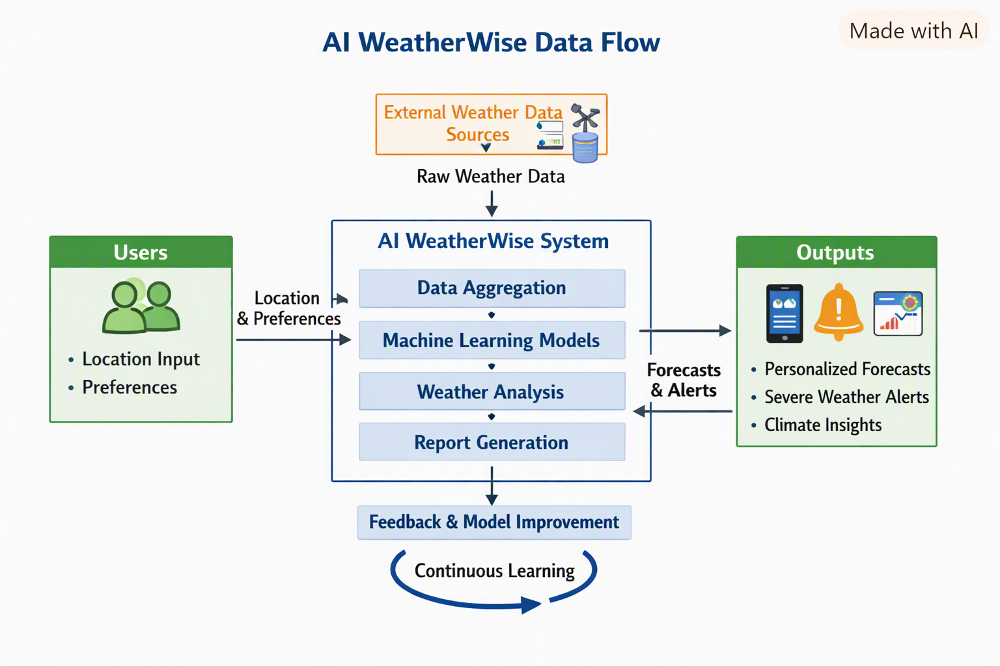 Made with AI
AI WeatherWise Data Flow
External Weather Data
Sources
Raw Weather Data
Users
• Location Input
• Preferences
Location
& Preferences
AI WeatherWise System
Data Aggregation
Machine Learning Models
Weather Analysis
Report Generation
Forecasts
& Alerts
Outputs
• Personalized Forecasts
• Severe Weather Alerts
• Climate Insights
Feedback & Model Improvement
Continuous Learning